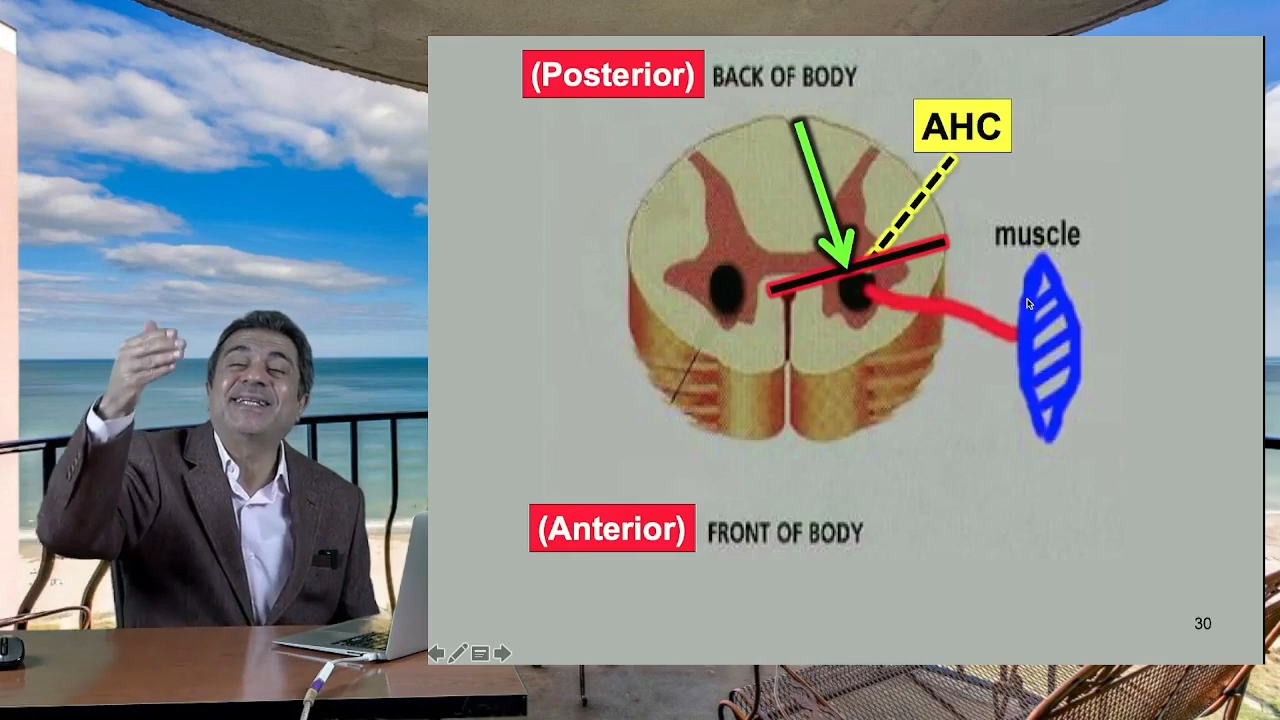 (Posterior) BACK OF BODY
AHC
muscle
(Anterior) FRONT OF BODY
30